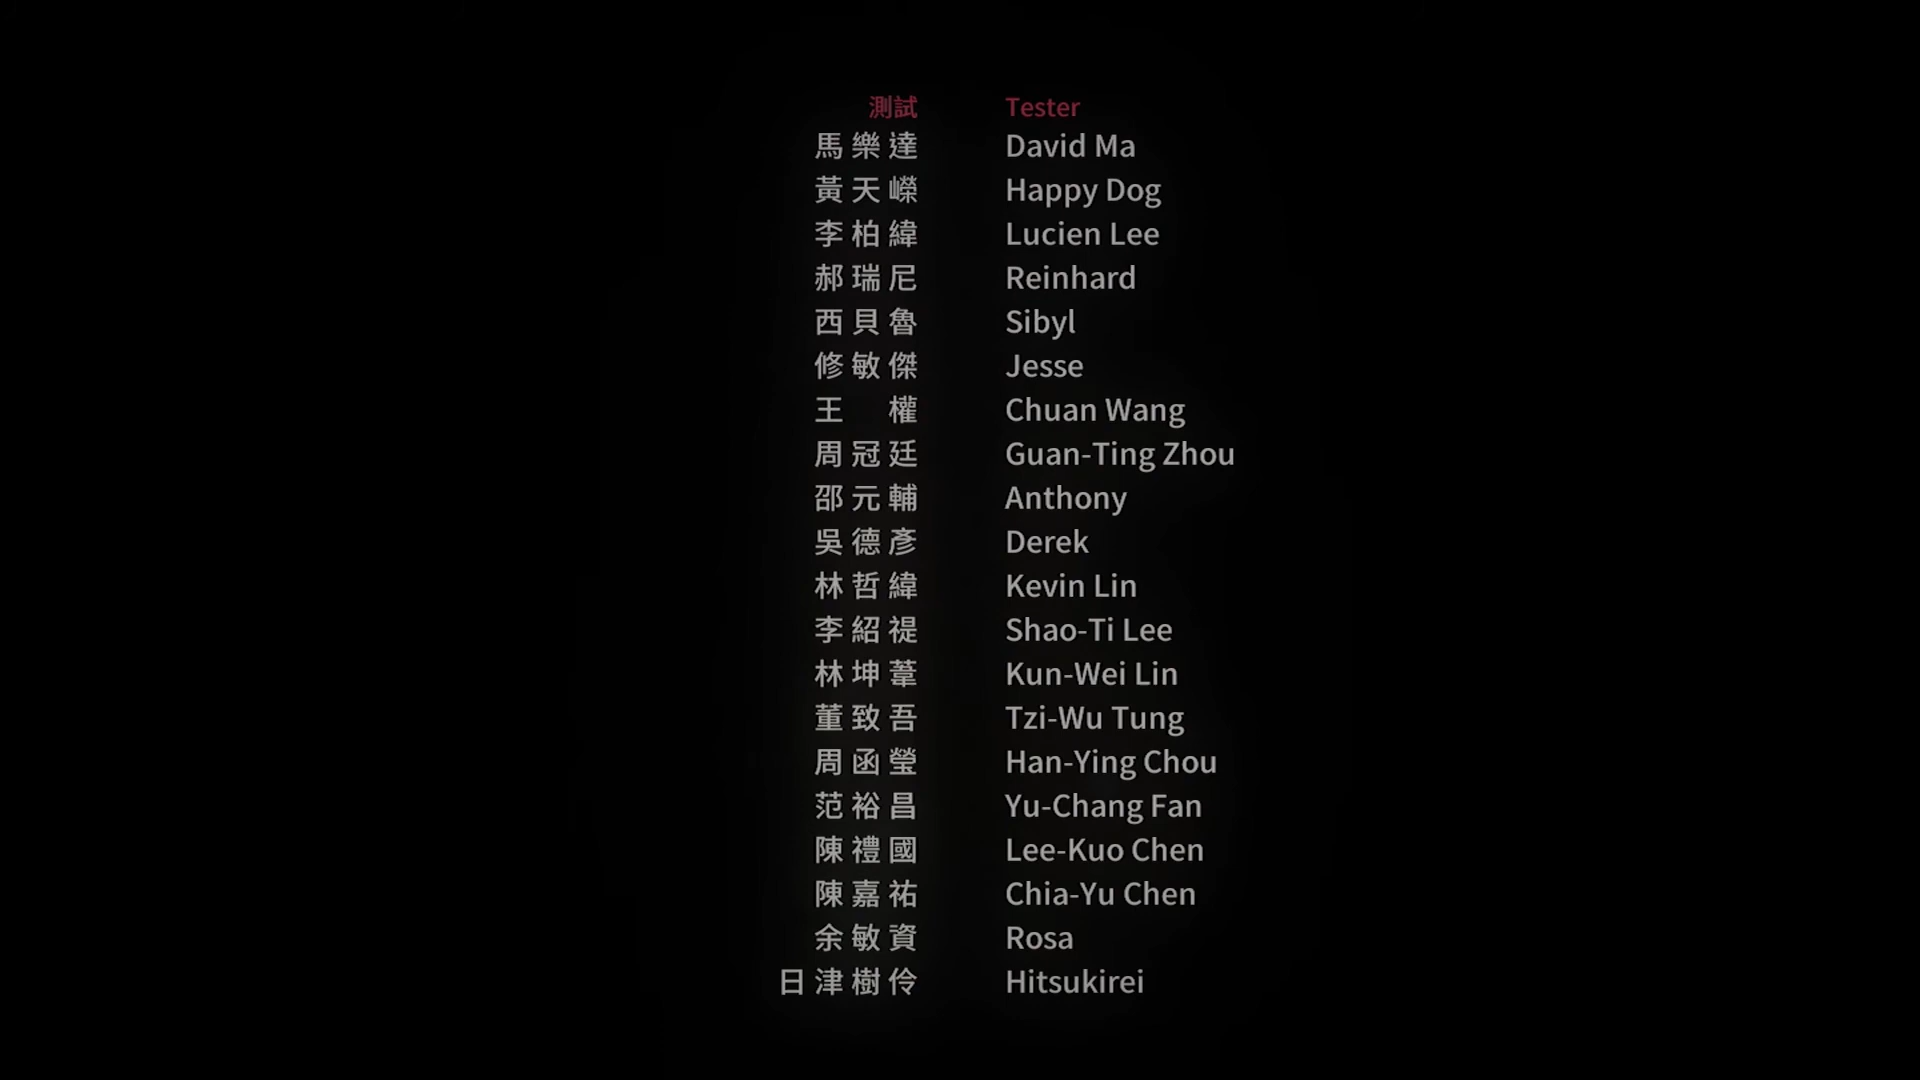 測試 Tester
馬樂達 David Ma
黃天嶸 Happy Dog
李柏緯 Lucien Lee
郝瑞尼 Reinhard
西貝魯 Sibyl
修敏傑 Jesse
王 權 Chuan Wang
周冠廷 Guan-Ting Zhou
邵元輔 Anthony
吳德彥 Derek
林哲緯 Kevin Lin
李紹禔 Shao-Ti Lee
林坤葦 Kun-Wei Lin
董致吾 Tzi-Wu Tung
周函瑩 Han-Ying Chou
范裕昌 Yu-Chang Fan
陳禮國 Lee-Kuo Chen
陳嘉祐 Chia-Yu Chen
余敏資 Rosa
日津樹伶 Hitsukirei